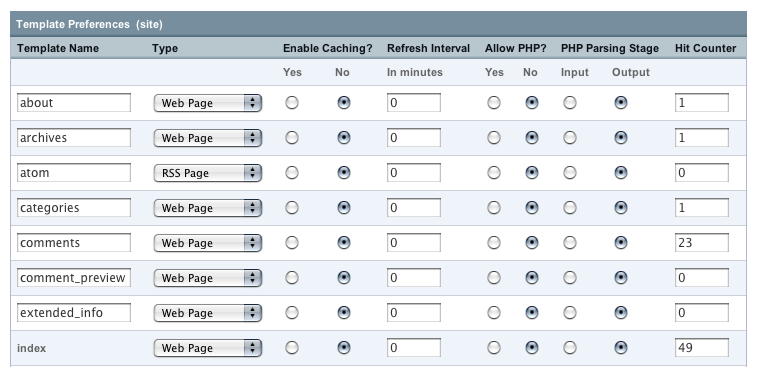 Template Preferences (site)
Template Name Type Enable Caching? Refresh Interval Allow PHP? PHP Parsing Stage Hit Counter
Yes No In minutes Yes No Input Output
about Web Page 0 1
archives Web Page 0 1
atom RSS Page 0 0
categories Web Page 0 1
comments Web Page 0 23
comment_preview Web Page 0 0
extended_info Web Page 0 0
index Web Page 0 49